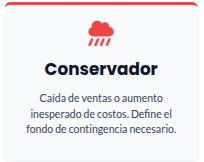 Conservador
Caída de ventas o aumento
inesperado de costos. Define el
fondo de contingencia necesario.